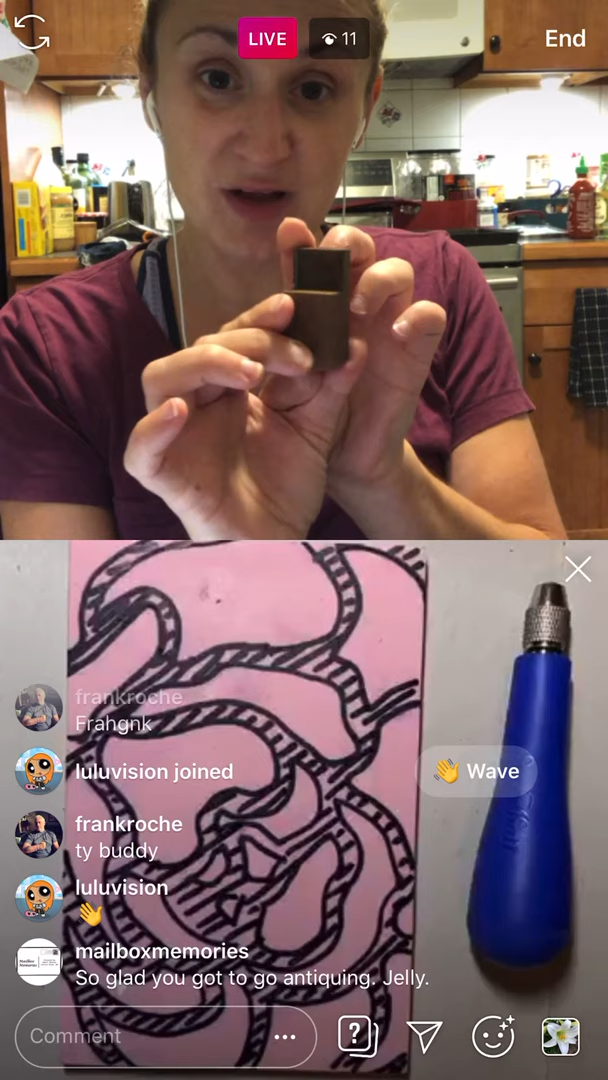 LIVE
11
End
frankroche
Frahgnk
luluvision joined
Wave
frankroche
ty buddy
luluvision
mailboxmemories
So glad you got to go antiquing. Jelly.
Comment